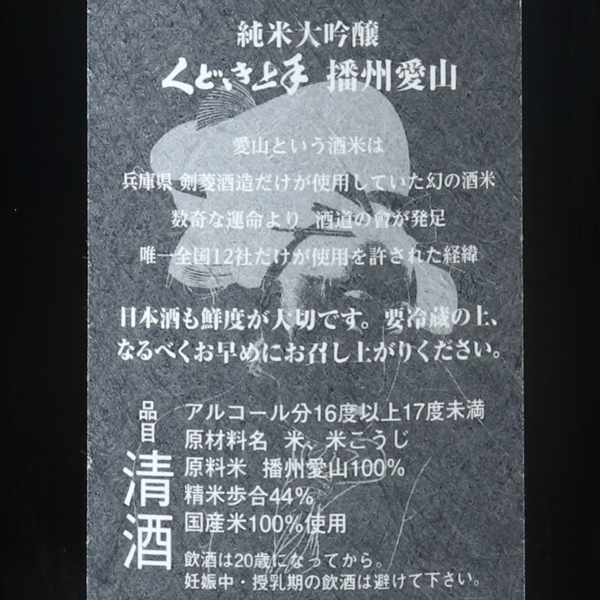 純米大吟醸
くどき上手 播州愛山
愛山という酒米は
兵庫県 剣菱酒造だけが使用していた幻の酒米
数奇な運命より 酒道の會が発足
唯一全国12社だけが使用を許された経緯
日本酒も鮮度が大切です。要冷蔵の上、
なるべくお早めにお召し上がりください。
品目 清酒
アルコール分16度以上17度未満
原材料名 米、米こうじ
原料米 播州愛山100%
精米歩合44%
国産米100%使用
飲酒は20歳になってから。
妊娠中・授乳期の飲酒は避けて下さい。